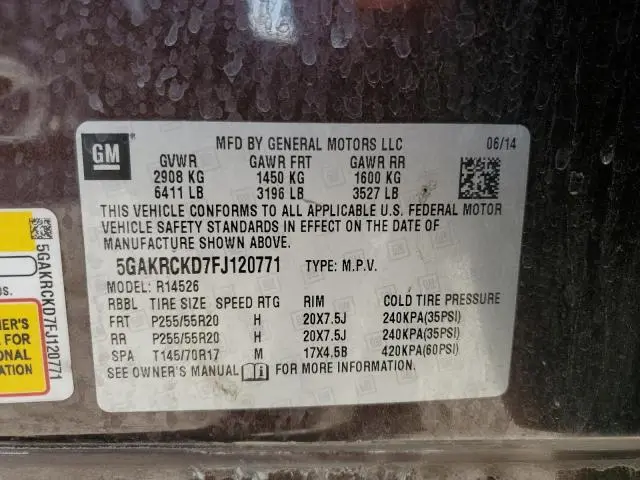 GM
MFD BY GENERAL MOTORS LLC 06/14
GVWR GAWR FRT GAWR RR
2908 KG 1450 KG 1600 KG
6411 LB 3196 LB 3527 LB
THIS VEHICLE CONFORMS TO ALL APPLICABLE U.S. FEDERAL MOTOR
VEHICLE SAFETY STANDARDS IN EFFECT ON THE DATE OF
MANUFACTURE SHOWN ABOVE.
5GAKRCKD7FJ120771 TYPE: M.P.V.
MODEL: R14526
RBBL TIRE SIZE SPEED RTG RIM COLD TIRE PRESSURE
FRT P255/55R20 H 20X7.5J 240KPA(35PSI)
RR P255/55R20 H 20X7.5J 240KPA(35PSI)
SPA T145/70R17 M 17X4.5B 420KPA(60PSI)
SEE OWNER'S MANUAL FOR MORE INFORMATION.
5GAKRCKD7FJ120771